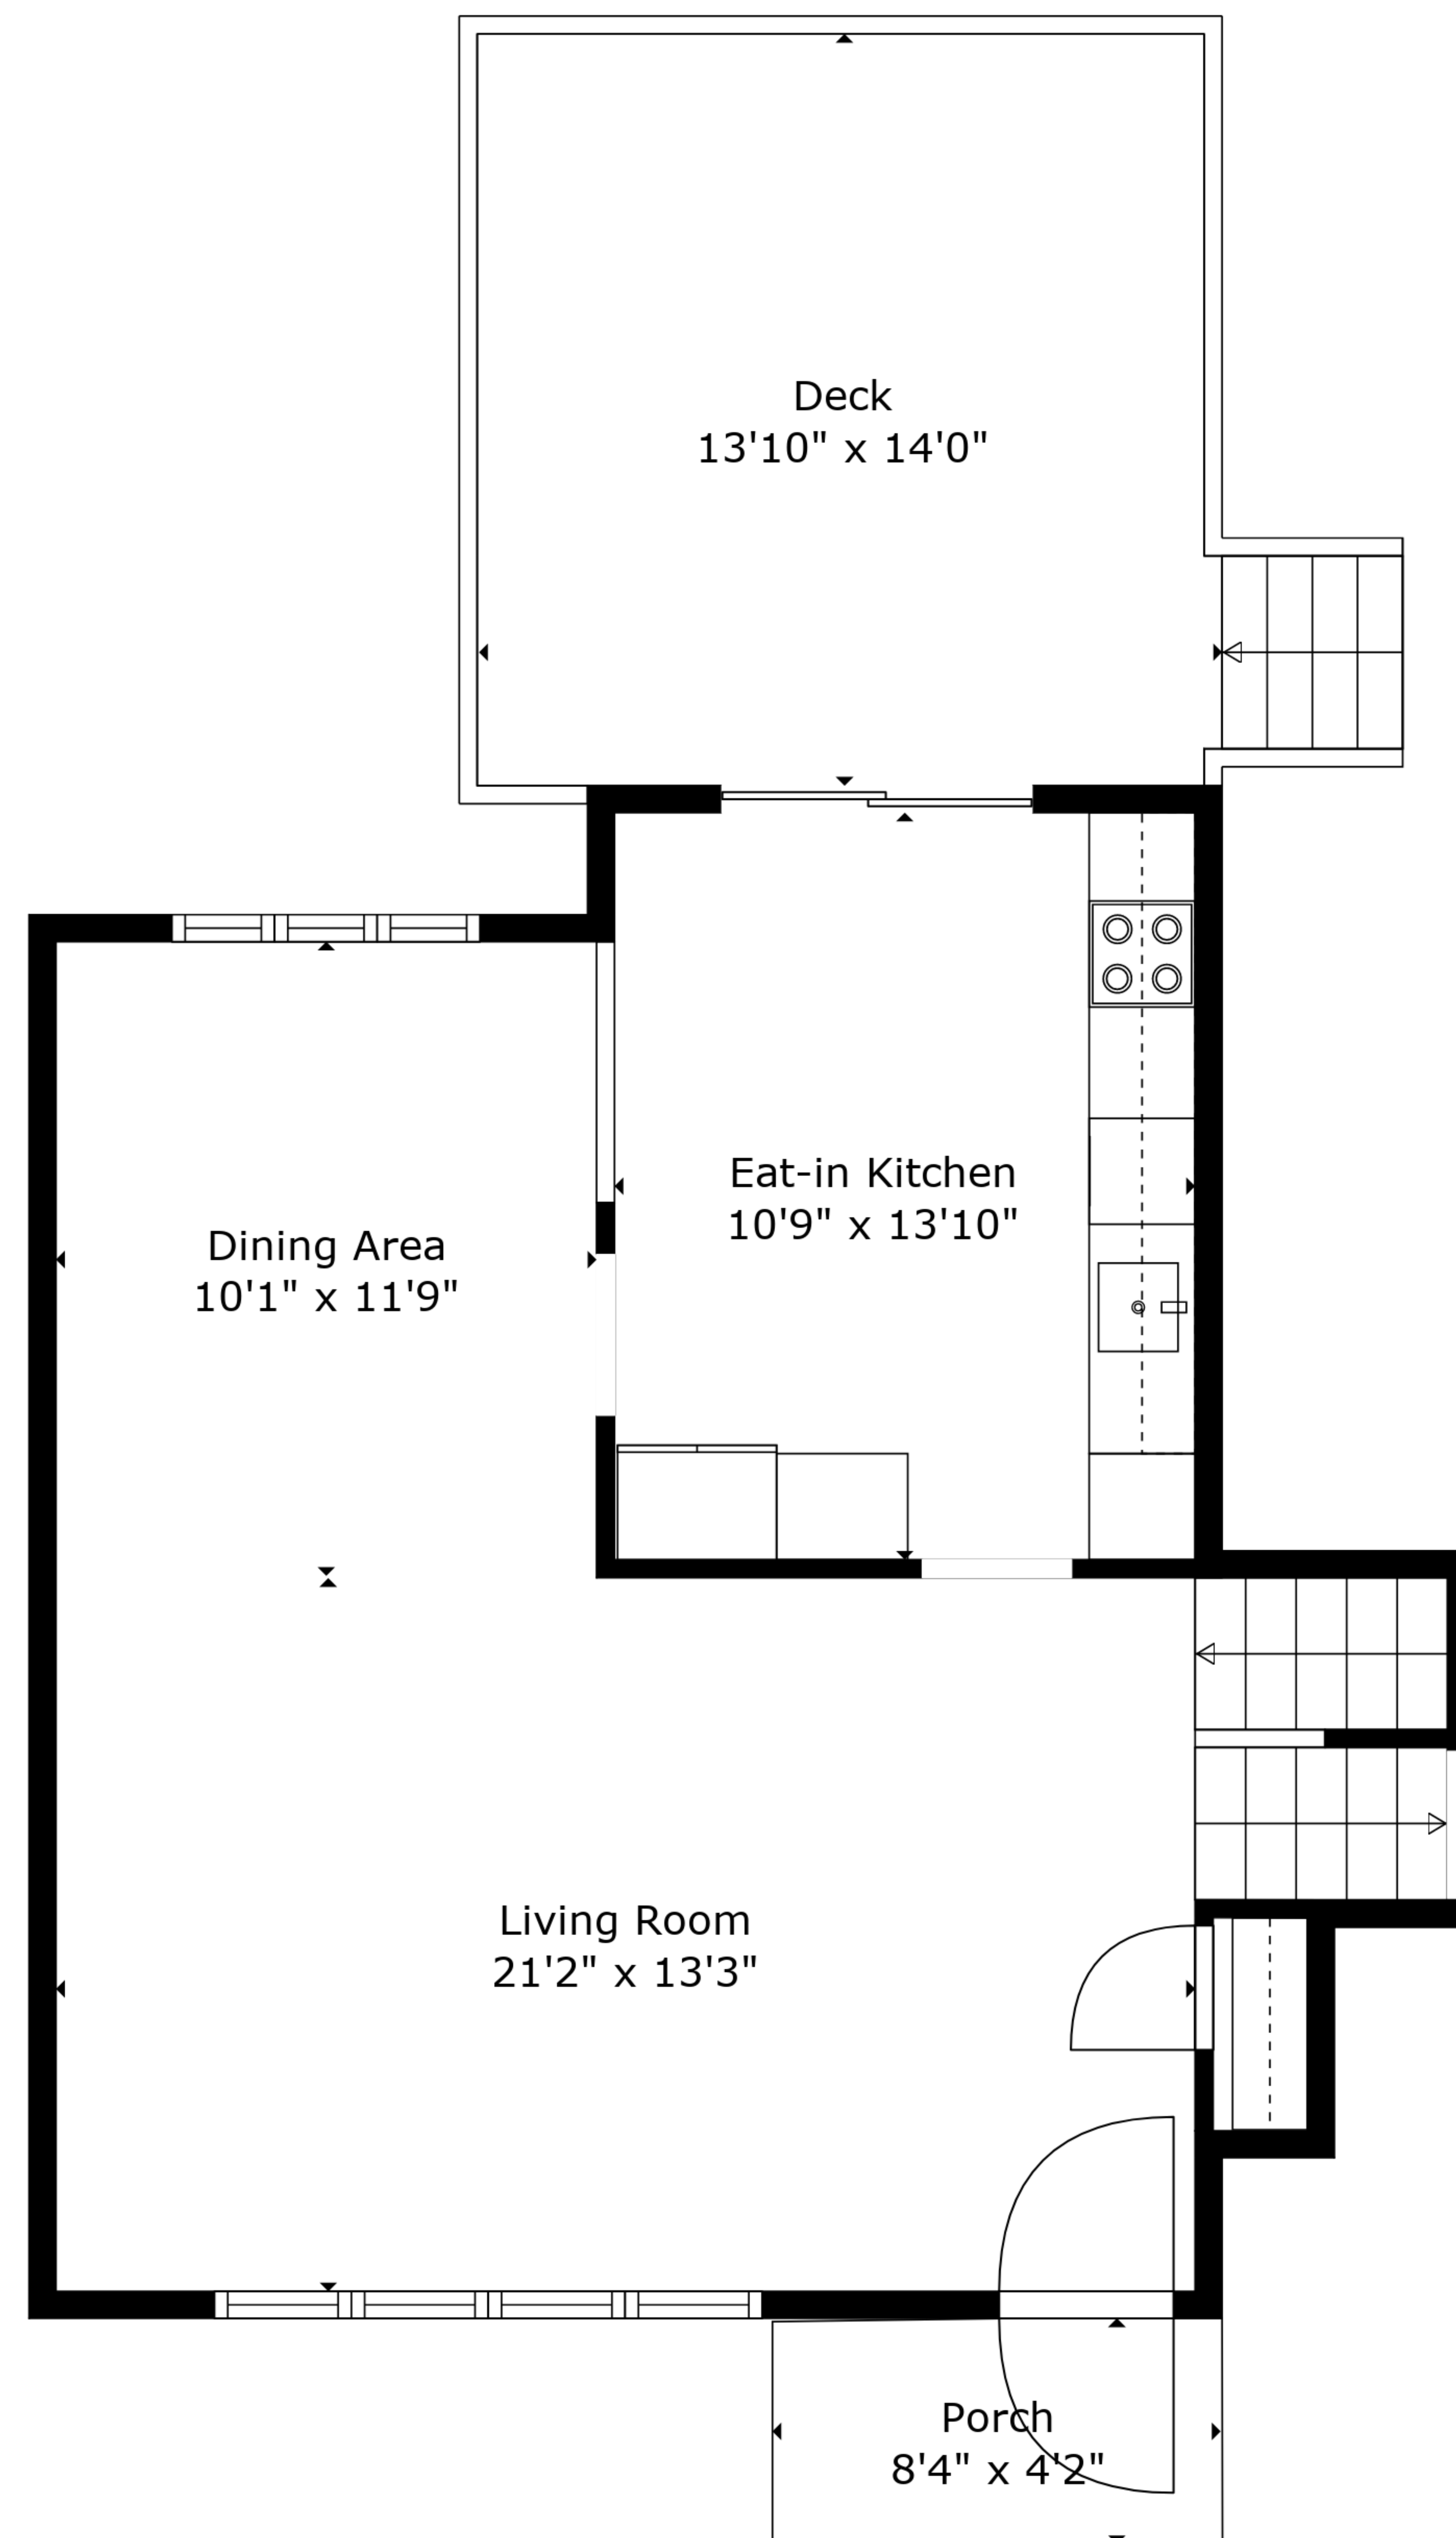 Deck
13'10" x 14'0"
Eat-in Kitchen
10'9" x 13'10"
Dining Area
10'1" x 11'9"
Living Room
21'2" x 13'3"
Porch
8'4" x 4'2"